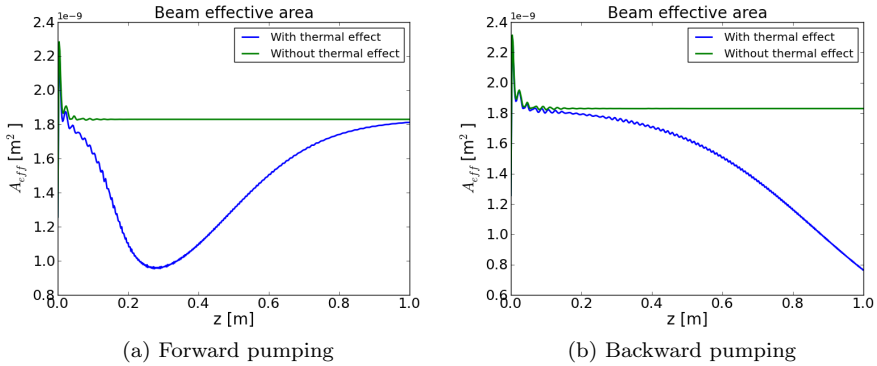 Beam effective area
1e−9
2.4
2.2
2.0
1.8
1.6
1.4
1.2
1.0
0.8
A_eff [m²]
With thermal effect
Without thermal effect
0.0 0.2 0.4 0.6 0.8 1.0
z [m]
(a) Forward pumping
Beam effective area
1e−9
2.4
2.2
2.0
1.8
1.6
1.4
1.2
1.0
0.8
0.6
A_eff [m²]
With thermal effect
Without thermal effect
0.0 0.2 0.4 0.6 0.8 1.0
z [m]
(b) Backward pumping